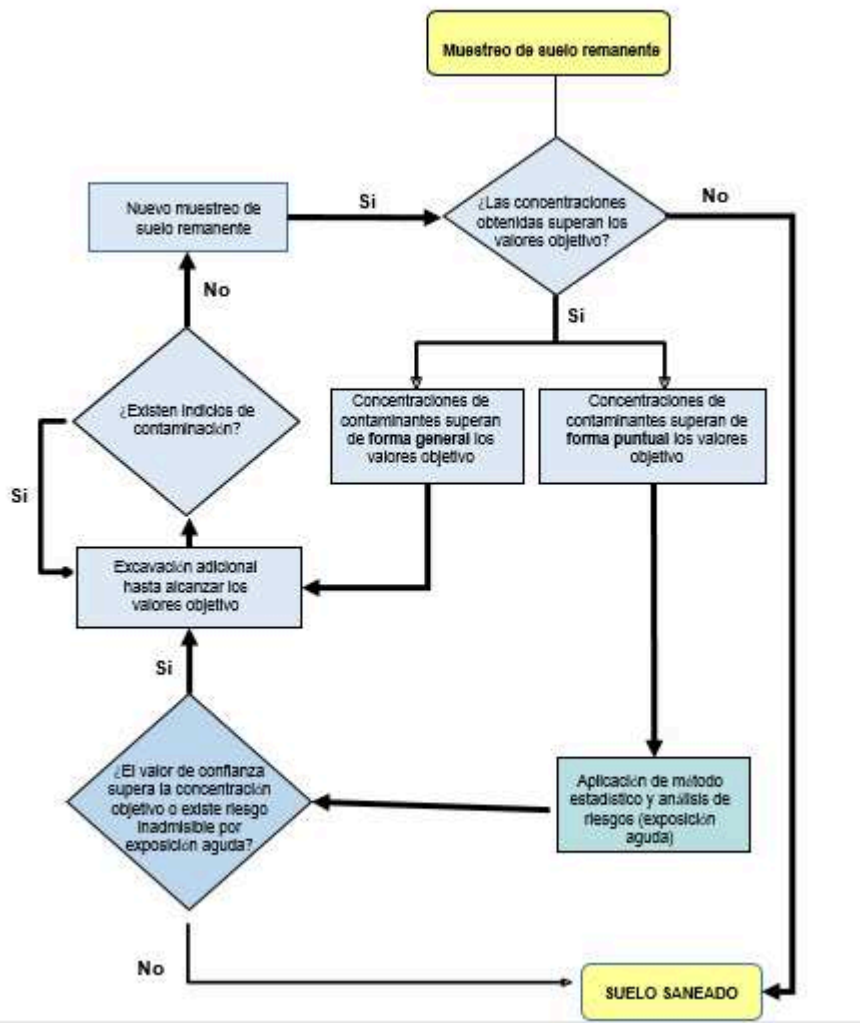 Muestreo de suelo remanente
¿Las concentraciones
obtenidas superan los
valores objetivo?
No
Si
Nuevo muestreo de
suelo remanente
No
Si
¿Existen indicios de
contaminación?
Si
Concentraciones de
contaminantes superan
de forma general los
valores objetivo
Concentraciones de
contaminantes superan de
forma puntual los valores
objetivo
Excavación adicional
hasta alcanzar los
valores objetivo
Si
¿El valor de confianza
supera la concentración
objetivo o existe riesgo
inadmisible por
exposición aguda?
Aplicación de método
estadístico y análisis de
riesgos (exposición
aguda)
No
SUELO SANEADO